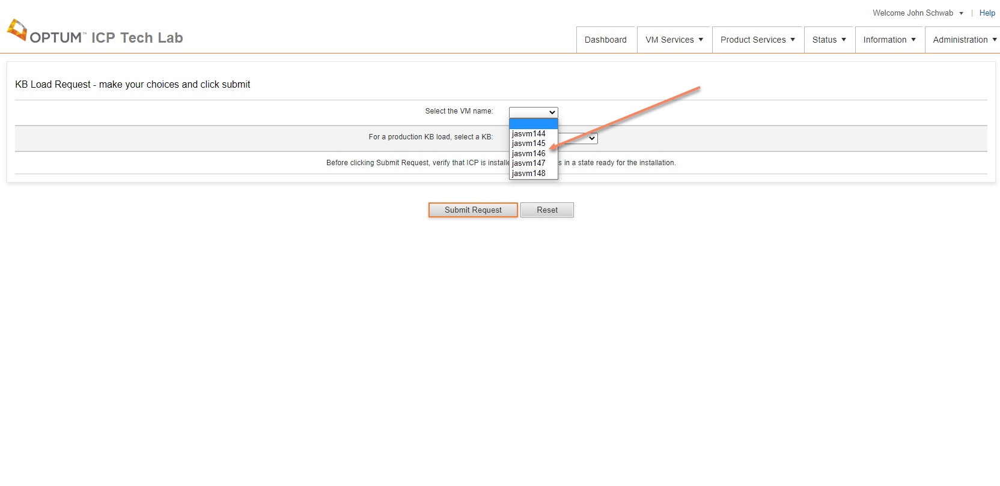 Welcome John Schwab | Help
OPTUM™ ICP Tech Lab
Dashboard VM Services Product Services Status Information Administration
KB Load Request - make your choices and click submit
Select the VM name:
For a production KB load, select a KB:
jasvm144
jasvm145
jasvm146
jasvm147
jasvm148
Before clicking Submit Request, verify that ICP is in a state ready for the installation.
Submit Request Reset